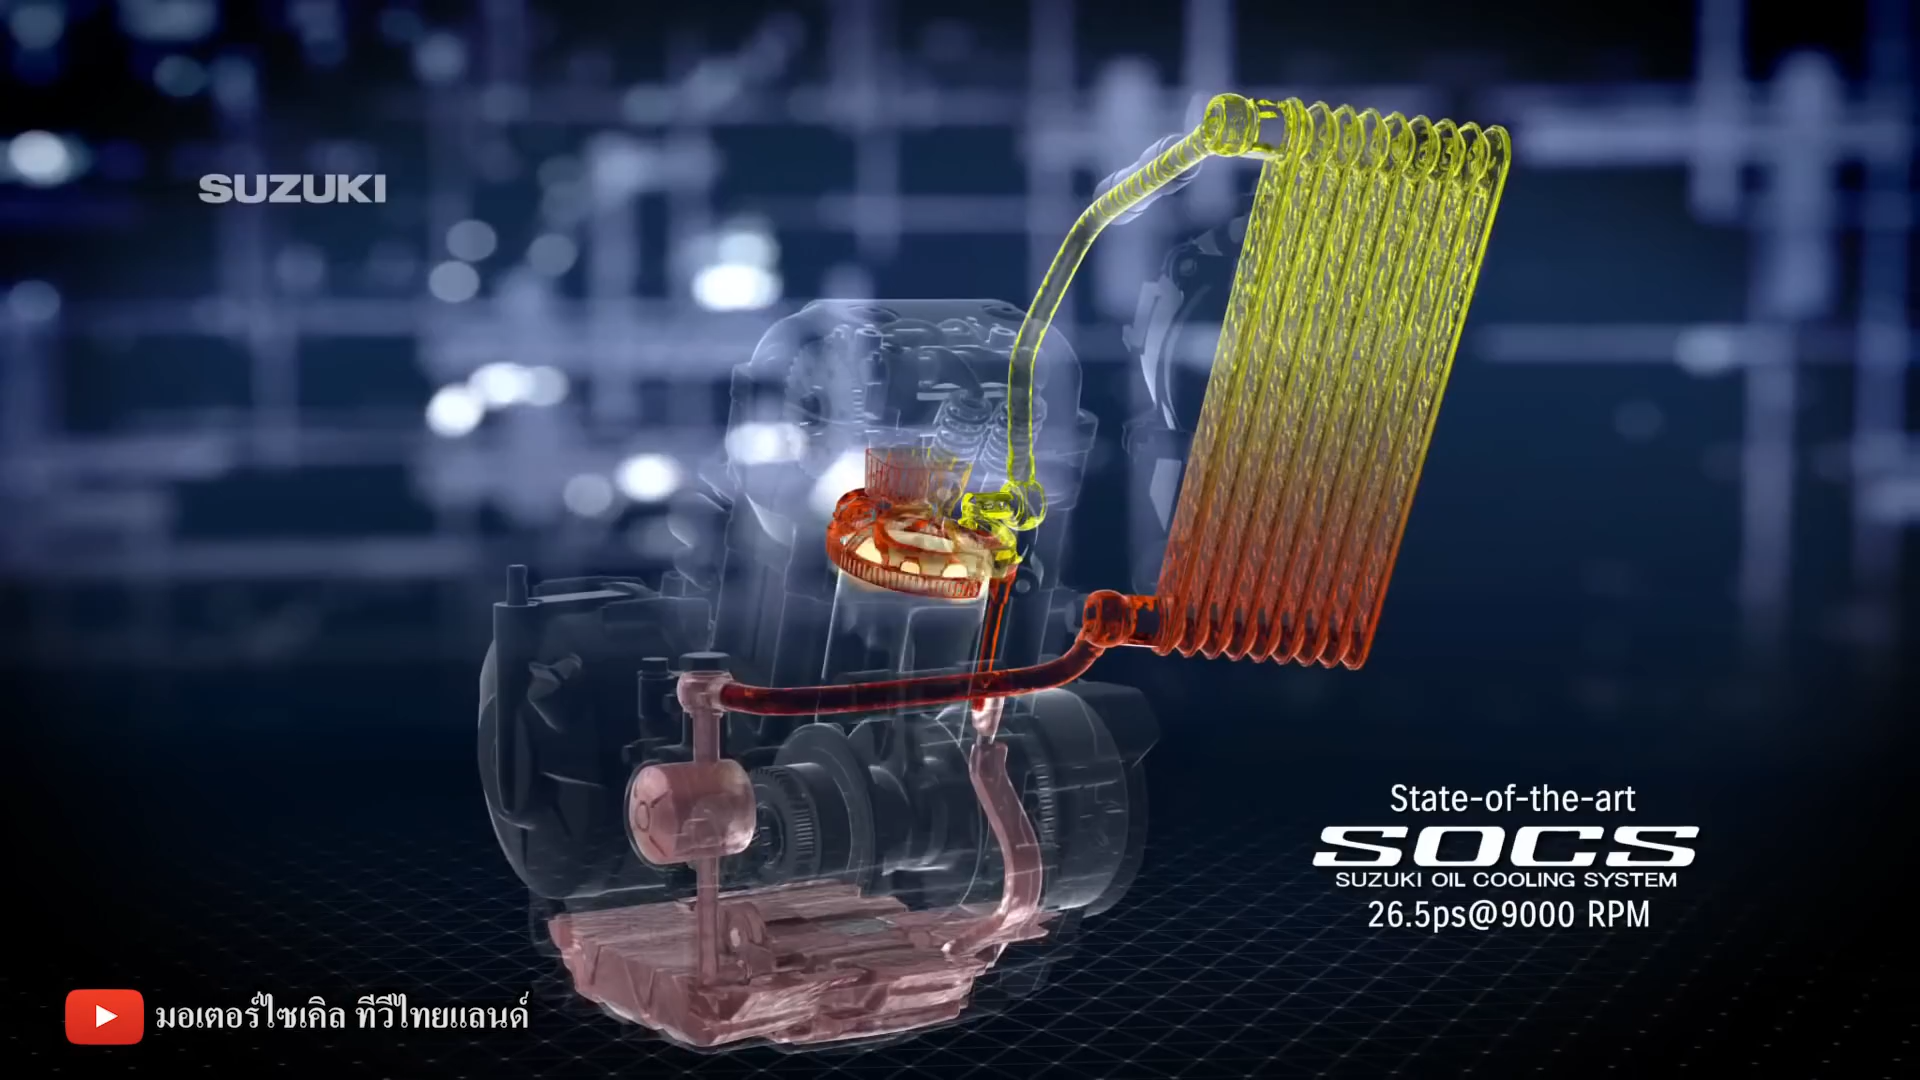 SUZUKI
State-of-the-art
SOCS
SUZUKI OIL COOLING SYSTEM
26.5ps@9000 RPM
มอเตอร์ไซเคิล ทีวีไทยแลนด์